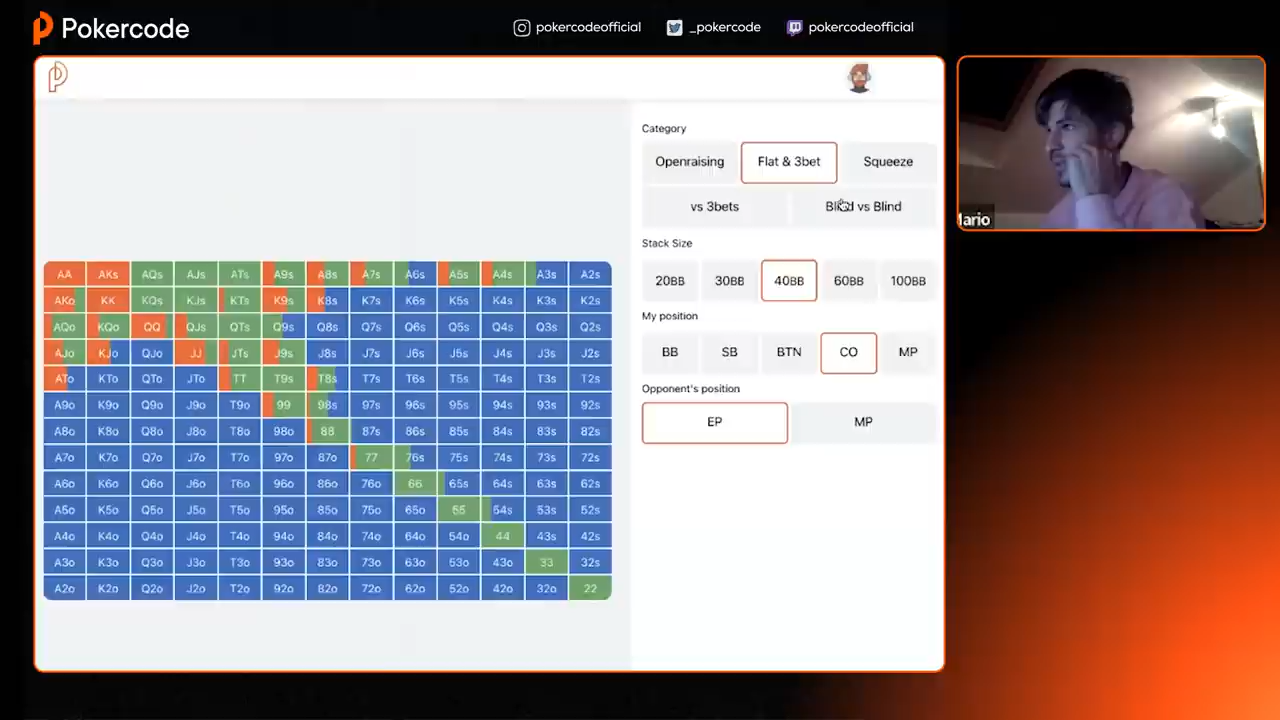 Pokercode
pokercodeofficial
_pokercode
pokercodeofficial
Category
Openraising
Flat & 3bet
Squeeze
vs 3bets
Blind vs Blind
Stack Size
20BB 30BB 40BB 60BB 100BB
My position
BB SB BTN CO MP
Opponent's position
EP MP
AA AKs AQs AJs ATs A9s A8s A7s A6s A5s A4s A3s A2s
AKo KK KQs KJs KTs K9s K8s K7s K6s K5s K4s K3s K2s
AQo KQo QQ QJs QTs Q9s Q8s Q7s Q6s Q5s Q4s Q3s Q2s
AJo KJo QJo JJ JTs J9s J8s J7s J6s J5s J4s J3s J2s
ATo KTo QTo JTo TT T9s T8s T7s T6s T5s T4s T3s T2s
A9o K9o Q9o J9o T9o 99 98s 97s 96s 95s 94s 93s 92s
A8o K8o Q8o J8o T8o 98o 88 87s 86s 85s 84s 83s 82s
A7o K7o Q7o J7o T7o 97o 87o 77 76s 75s 74s 73s 72s
A6o K6o Q6o J6o T6o 96o 86o 76o 66 65s 64s 63s 62s
A5o K5o Q5o J5o T5o 95o 85o 75o 65o 55 54s 53s 52s
A4o K4o Q4o J4o T4o 94o 84o 74o 64o 54o 44 43s 42s
A3o K3o Q3o J3o T3o 93o 83o 73o 63o 53o 43o 33 32s
A2o K2o Q2o J2o T2o 92o 82o 72o 62o 52o 42o 32o 22